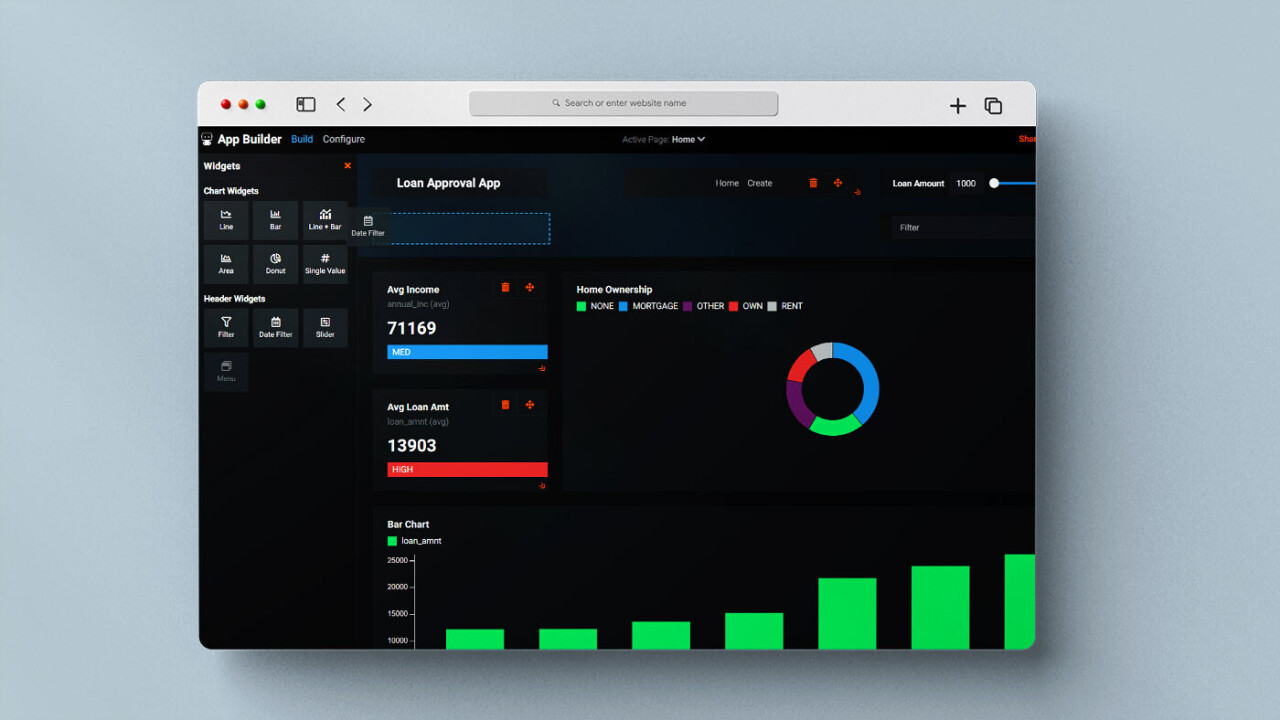 Search or enter website name
App Builder Build Configure
Active Page: Home
Widgets
Chart Widgets
Line
Bar
Line + Bar
Area
Donut
Single Value
Header Widgets
Filter
Date Filter
Slider
Menu
Date Filter
Loan Approval App
Home Create
Loan Amount 1000
Filter
Avg Income
annual_inc (avg)
71169
MED
Avg Loan Amt
loan_amnt (avg)
13903
HIGH
Home Ownership
NONE MORTGAGE OTHER OWN RENT
Bar Chart
loan_amnt
25000
20000
15000
10000